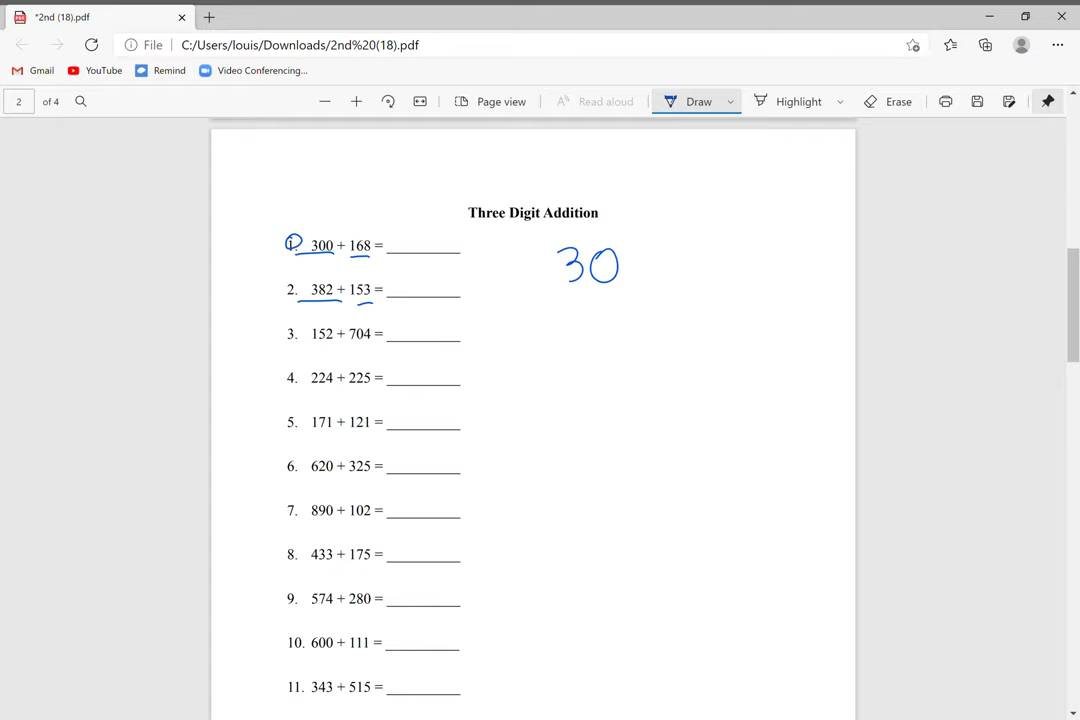 *2nd (18).pdf
File C:/Users/louis/Downloads/2nd%20(18).pdf
Gmail YouTube Remind Video Conferencing...
2 of 4 Page view Read aloud Draw Highlight Erase
Three Digit Addition
1. 300 + 168 = __________
30
2. 382 + 153 = __________
3. 152 + 704 = __________
4. 224 + 225 = __________
5. 171 + 121 = __________
6. 620 + 325 = __________
7. 890 + 102 = __________
8. 433 + 175 = __________
9. 574 + 280 = __________
10. 600 + 111 = __________
11. 343 + 515 = __________